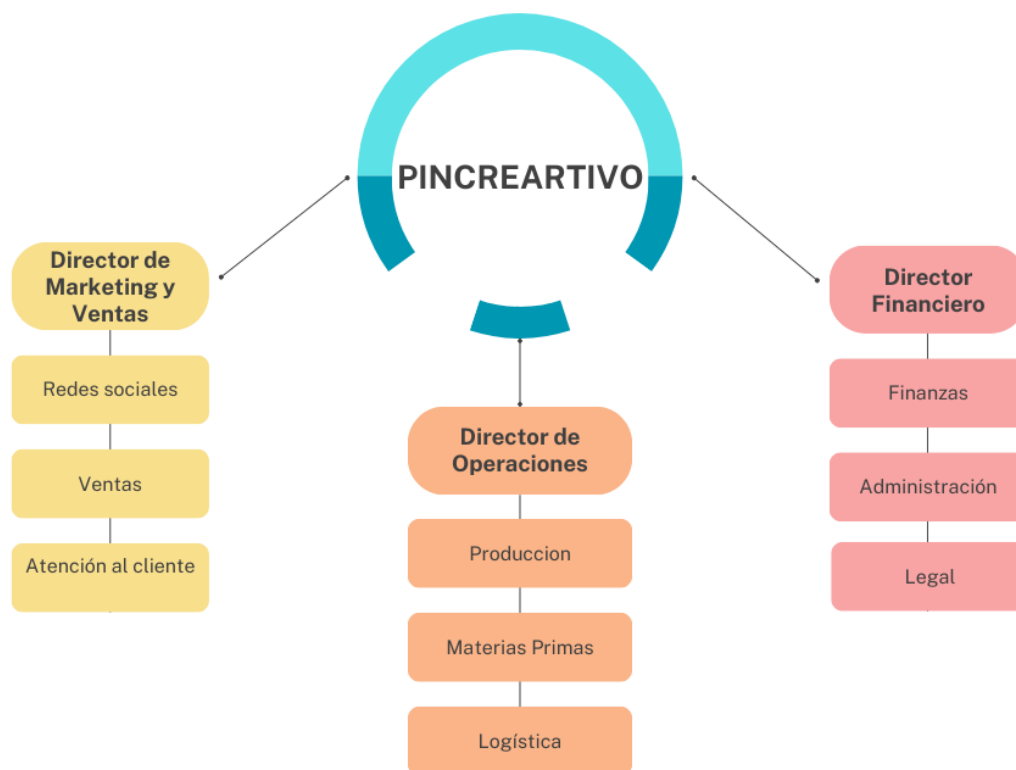 PINCREARTIVO
Director de
Marketing y
Ventas
Redes sociales
Ventas
Atención al cliente
Director de
Operaciones
Produccion
Materias Primas
Logística
Director
Financiero
Finanzas
Administración
Legal